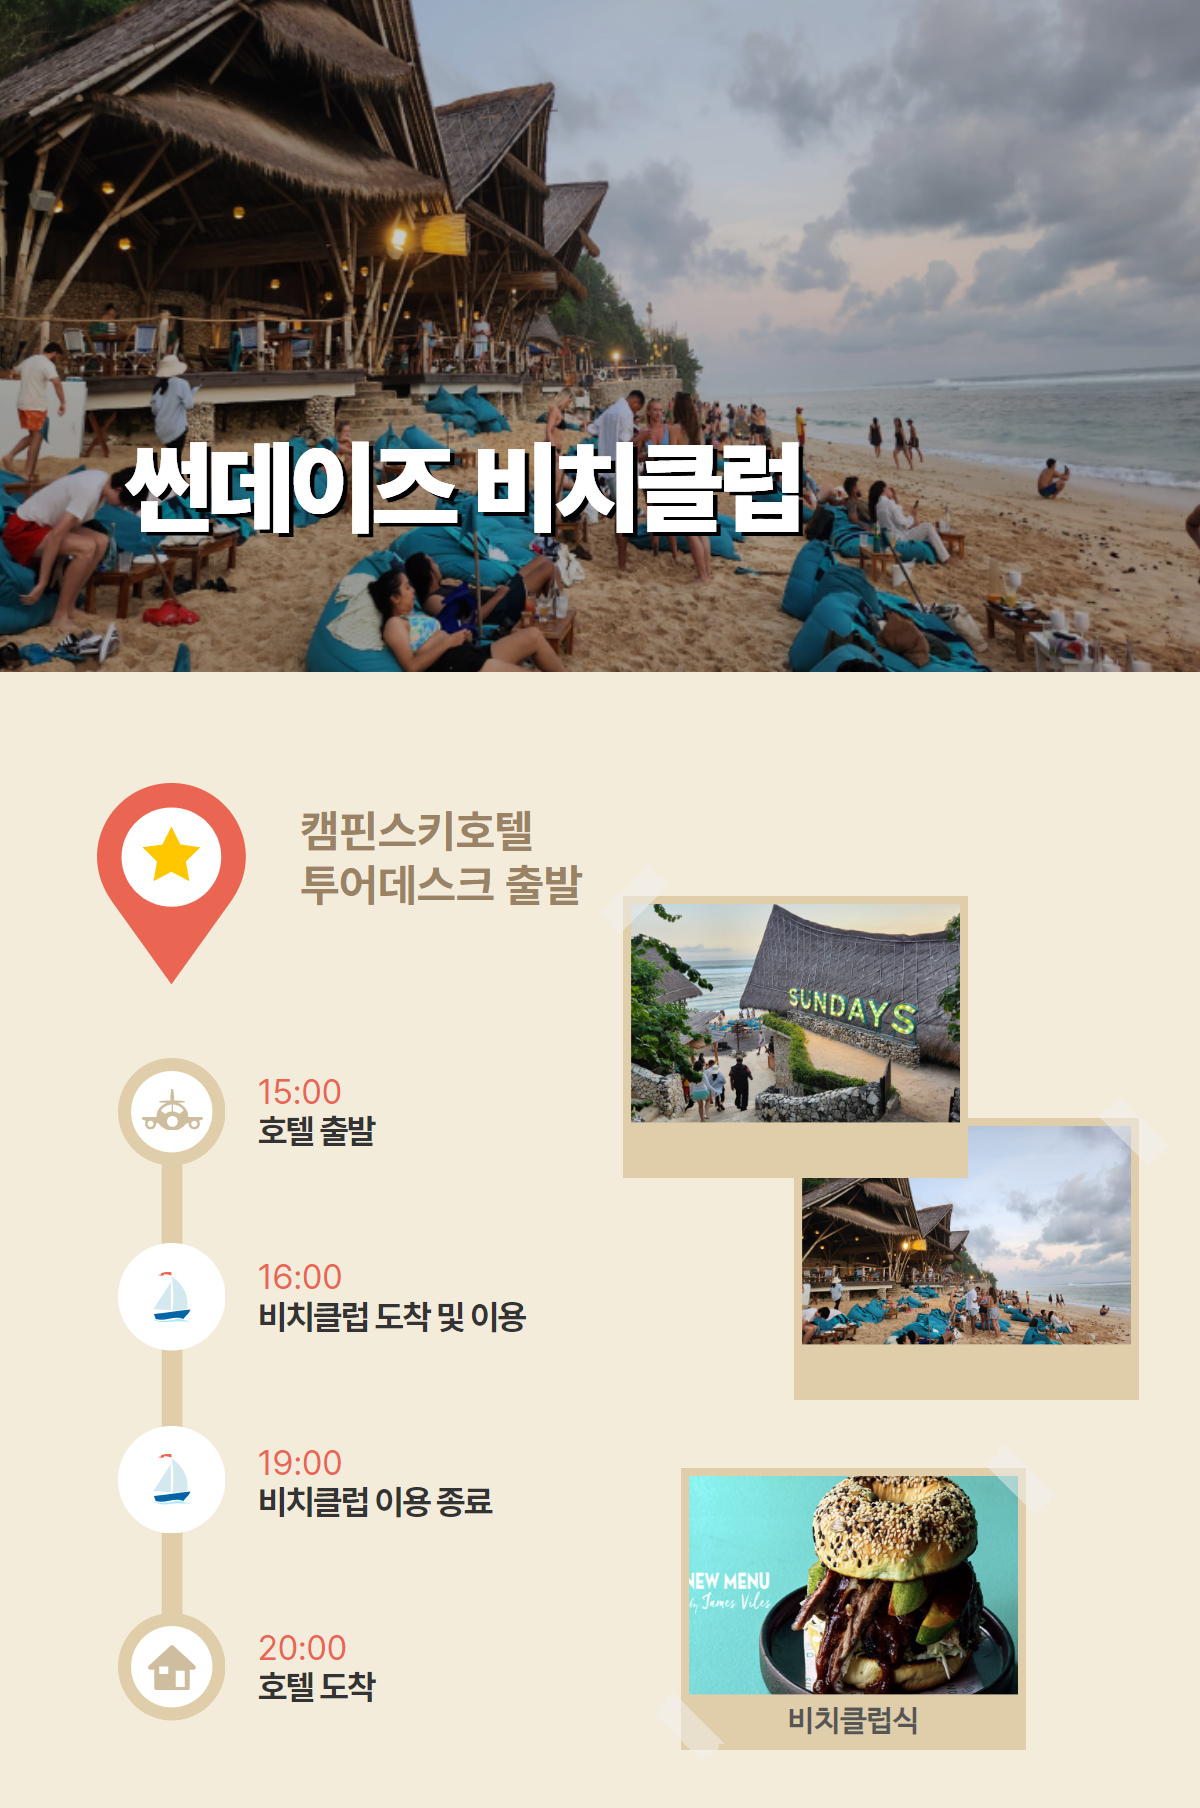 썬데이즈 비치클럽
캠핀스키호텔
투어데스크 출발
SUNDAYS
15:00
호텔 출발
16:00
비치클럽 도착 및 이용
19:00
비치클럽 이용 종료
NEW MENU
By James Viles
20:00
호텔 도착
비치클럽식